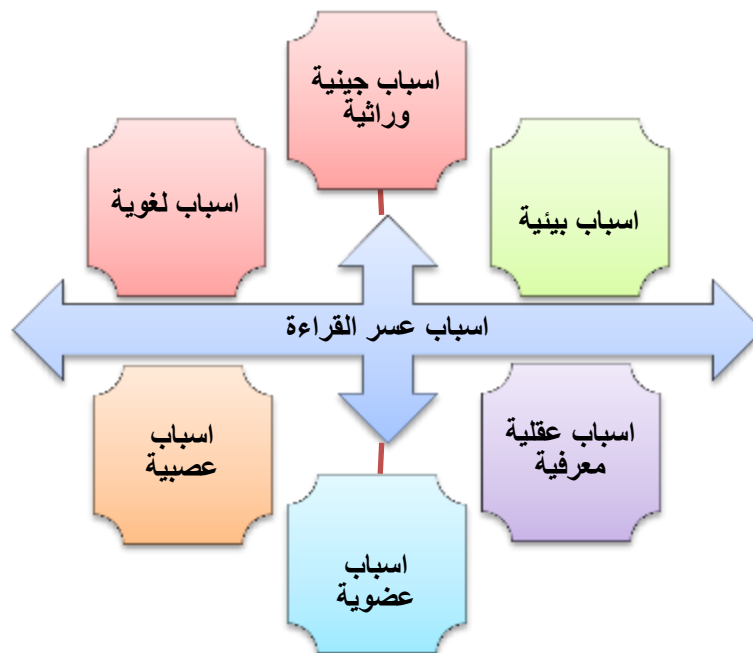 اسباب جينية
وراثية
اسباب بيئية
اسباب لغوية
اسباب عسر القراءة
اسباب عقلية
معرفية
اسباب
عصبية
اسباب
عضوية